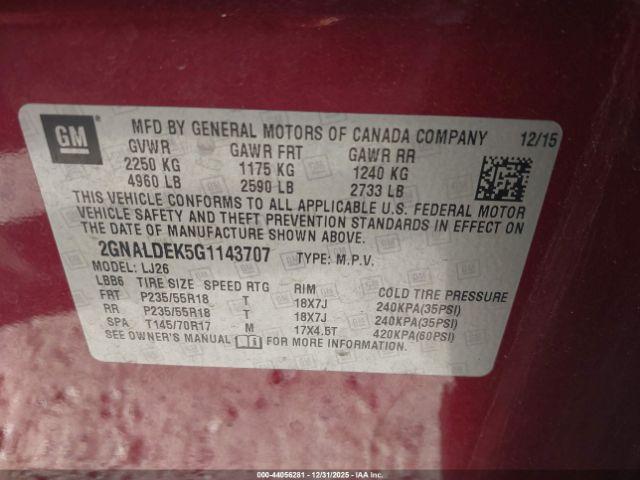 GM
MFD BY GENERAL MOTORS OF CANADA COMPANY 12/15
GVWR GAWR FRT GAWR RR
2250 KG 1175 KG 1240 KG
4960 LB 2590 LB 2733 LB
THIS VEHICLE CONFORMS TO ALL APPLICABLE U.S. FEDERAL MOTOR
VEHICLE SAFETY AND THEFT PREVENTION STANDARDS IN EFFECT ON
THE DATE OF MANUFACTURE SHOWN ABOVE.
2GNALDEK5G1143707 TYPE: M.P.V.
MODEL: LJ26
LBB6 TIRE SIZE SPEED RTG RIM COLD TIRE PRESSURE
FRT P235/55R18 T 18X7J 240KPA(35PSI)
RR P235/55R18 T 18X7J 240KPA(35PSI)
SPA T145/70R17 M 17X4.5T 420KPA(60PSI)
SEE OWNER'S MANUAL FOR MORE INFORMATION.
000-44056281 - 12/31/2025 - IAA Inc.